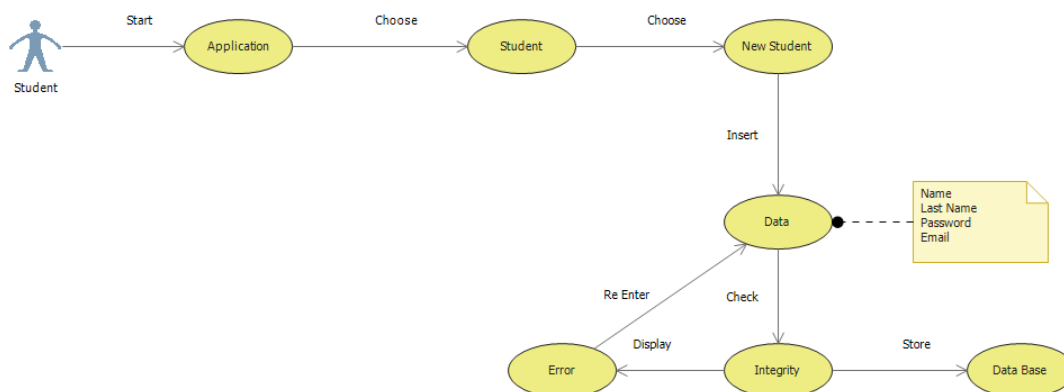 Start
Choose
Choose
Application
Student
New Student
Student
Insert
Name
Last Name
Password
Email
Data
Re Enter
Check
Display
Store
Error
Integrity
Data Base